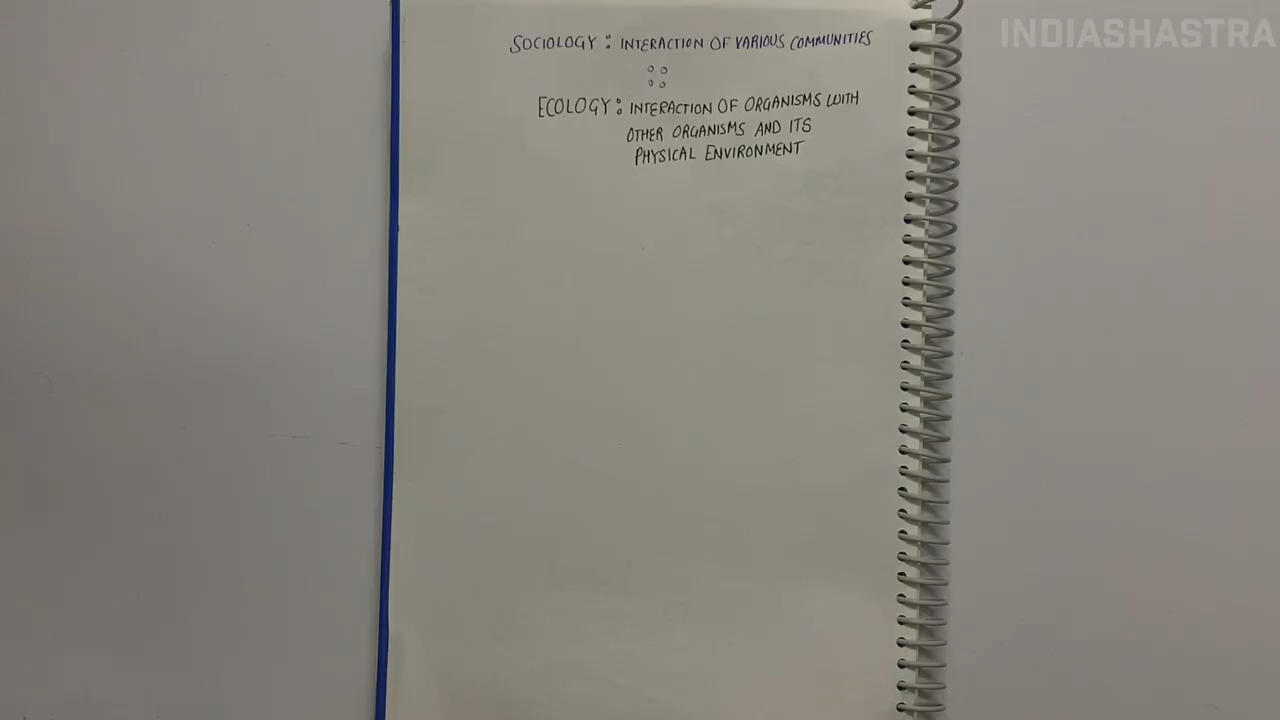 INDIASHASTRA
SOCIOLOGY : INTERACTION OF VARIOUS COMMUNITIES
ECOLOGY : INTERACTION OF ORGANISMS WITH
OTHER ORGANISMS AND ITS
PHYSICAL ENVIRONMENT